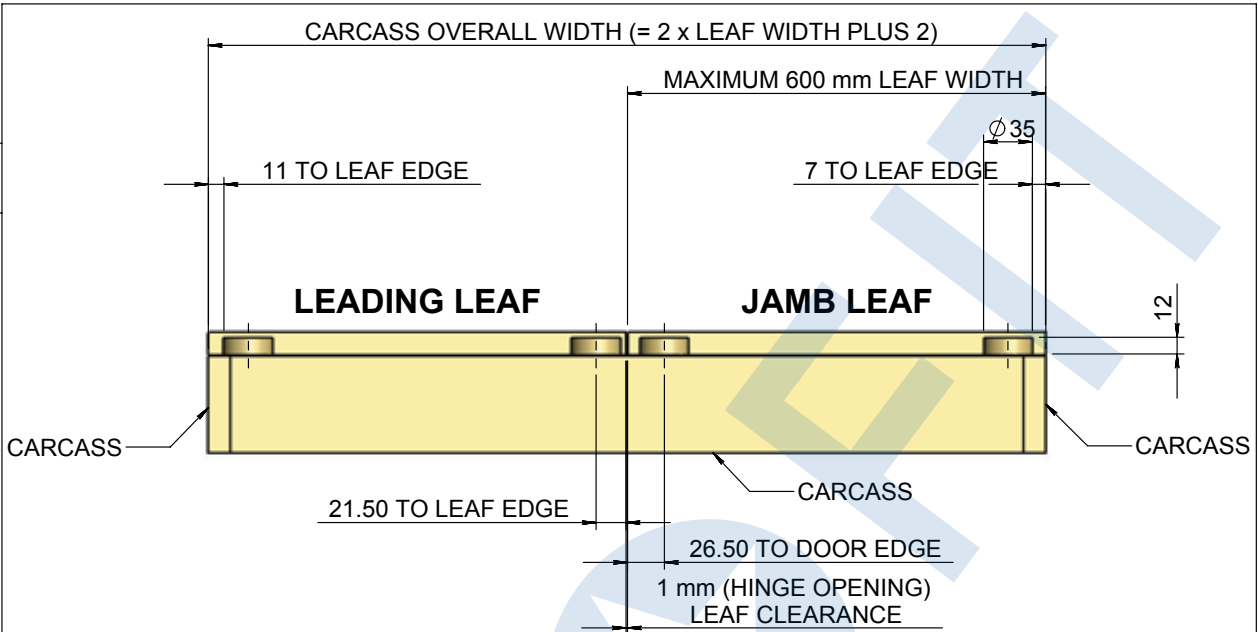 CARCASS OVERALL WIDTH (= 2 x LEAF WIDTH PLUS 2)
MAXIMUM 600 mm LEAF WIDTH
⌀35
11 TO LEAF EDGE
7 TO LEAF EDGE
LEADING LEAF
JAMB LEAF
12
CARCASS
CARCASS
CARCASS
21.50 TO LEAF EDGE
26.50 TO DOOR EDGE
1 mm (HINGE OPENING)
LEAF CLEARANCE